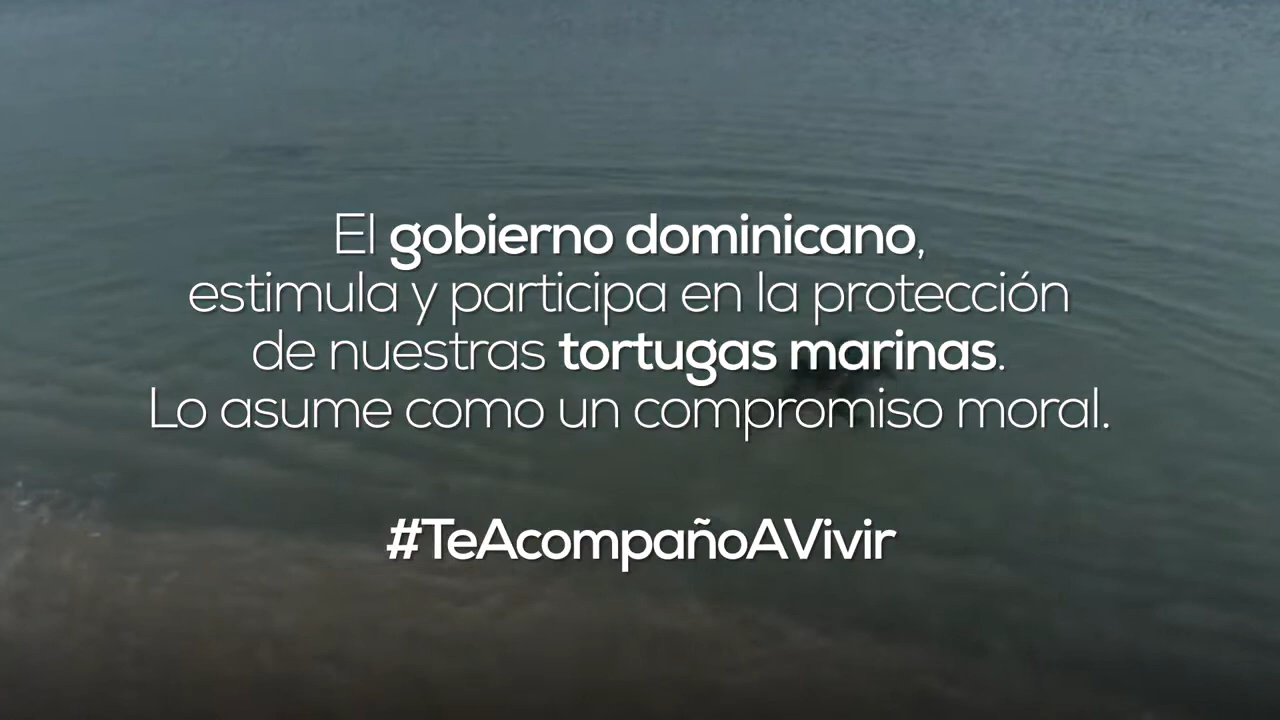 El gobierno dominicano,
estimula y participa en la protección
de nuestras tortugas marinas.
Lo asume como un compromiso moral.
#TeAcompañoAVivir